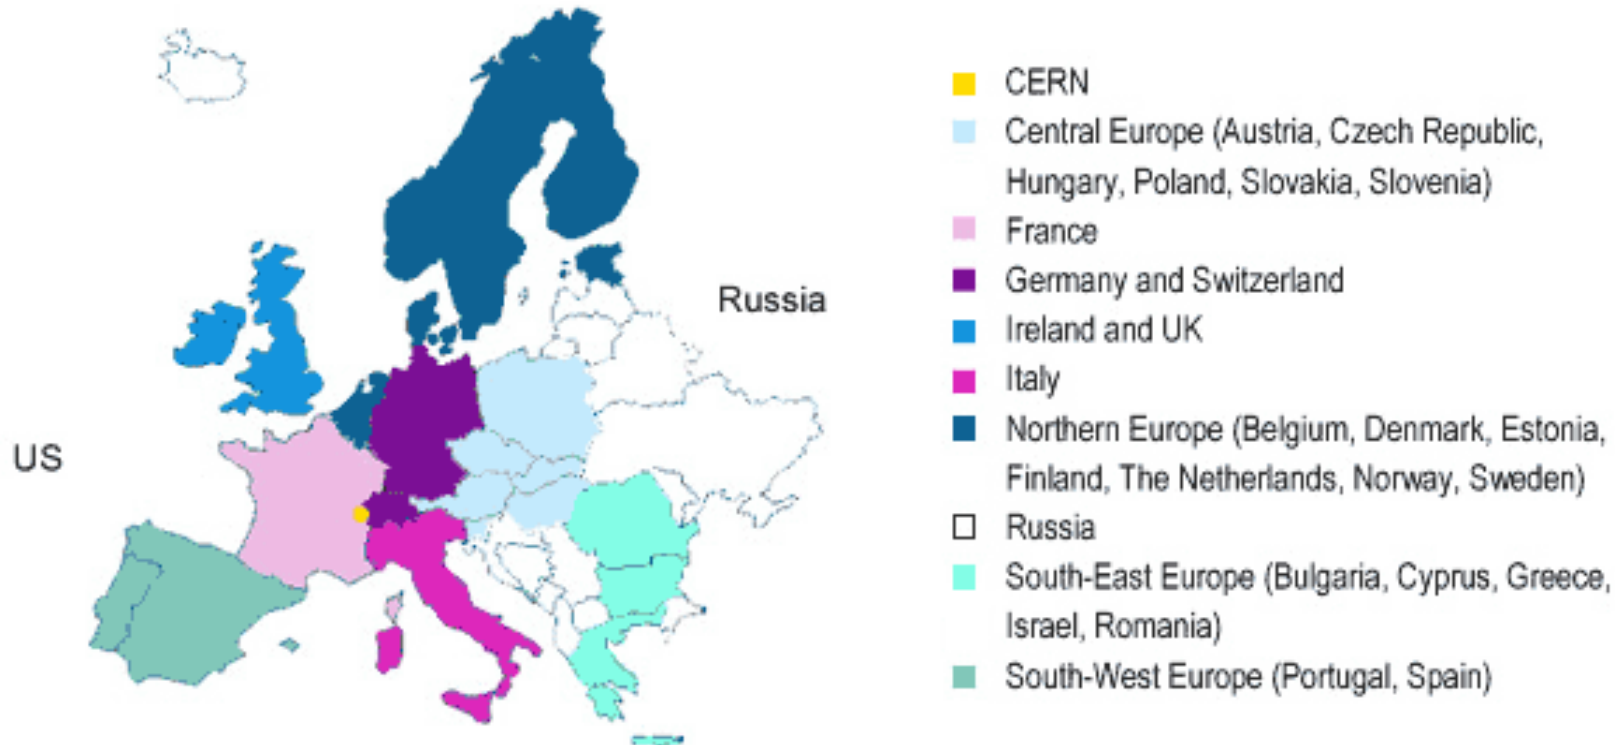 US
Russia
CERN
Central Europe (Austria, Czech Republic,
Hungary, Poland, Slovakia, Slovenia)
France
Germany and Switzerland
Ireland and UK
Italy
Northern Europe (Belgium, Denmark, Estonia,
Finland, The Netherlands, Norway, Sweden)
Russia
South-East Europe (Bulgaria, Cyprus, Greece,
Israel, Romania)
South-West Europe (Portugal, Spain)